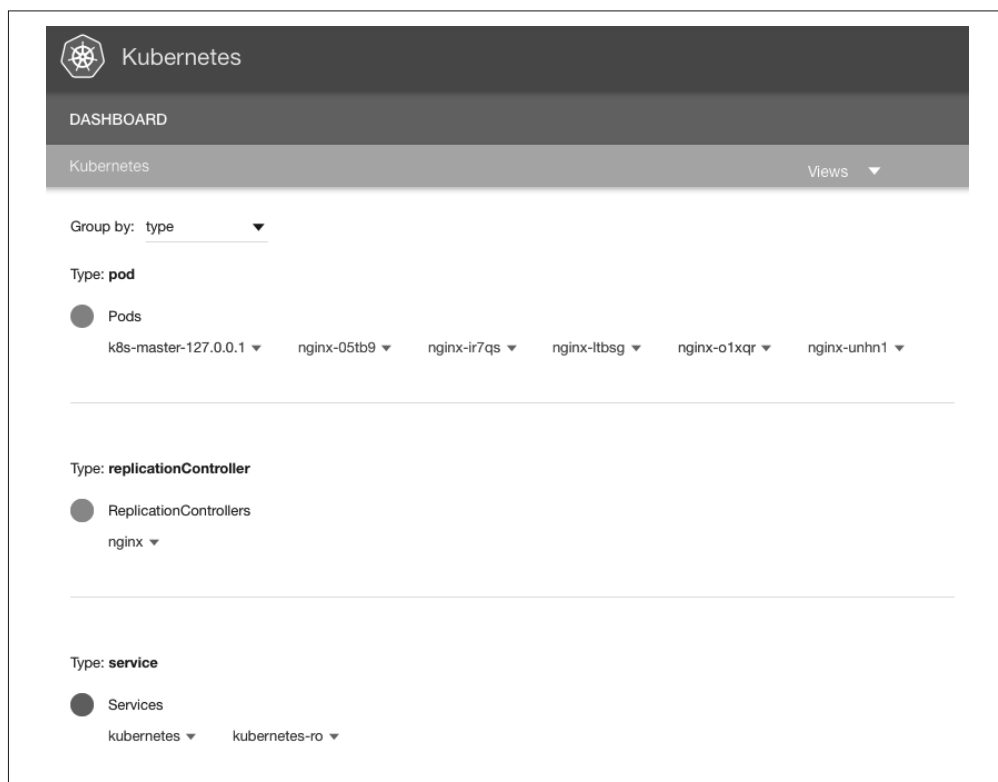 Kubernetes
DASHBOARD
Kubernetes Views
Group by: type
Type: pod
Pods
k8s-master-127.0.0.1 nginx-05tb9 nginx-ir7qs nginx-ltbsg nginx-o1xqr nginx-unhn1
Type: replicationController
ReplicationControllers
nginx
Type: service
Services
kubernetes kubernetes-ro